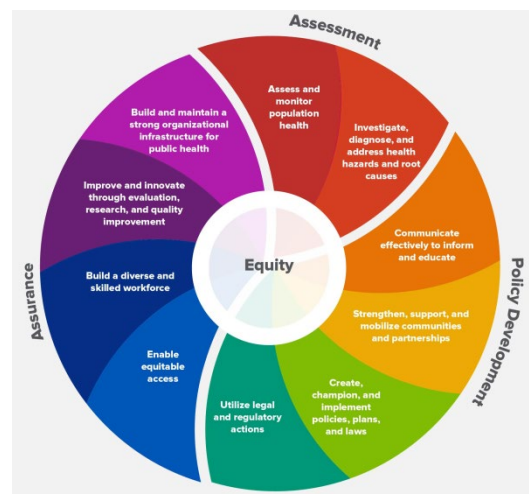 Assessment
Assess and
monitor
population
health
Investigate,
diagnose, and
address health
hazards and root
causes
Communicate
effectively to inform
and educate
Policy Development
Strengthen, support, and
mobilize communities
and partnerships
Create,
champion, and
implement
policies, plans,
and laws
Utilize legal
and regulatory
actions
Enable
equitable
access
Assurance
Build a diverse and
skilled workforce
Improve and innovate
through evaluation,
research, and quality
improvement
Build and maintain a
strong organizational
infrastructure for
public health
Equity